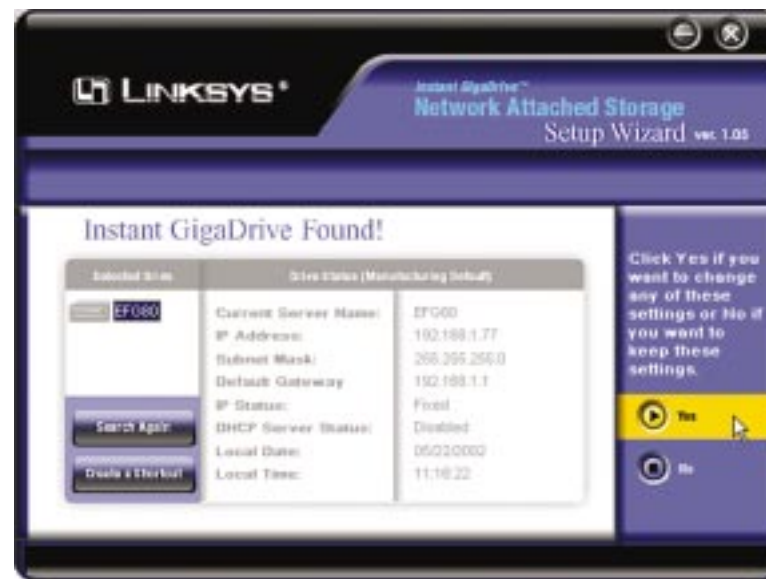 LINKSYS®
Instant GigaDrive™
Network Attached Storage
Setup Wizard ver. 1.05
Instant GigaDrive Found!
Selected Drive
Drive Status (Manufacturing Default)
EFG80
Current Server Name: EFG80
IP Address: 192.168.1.77
Subnet Mask: 255.255.255.0
Default Gateway 192.168.1.1
IP Status: Fixed
DHCP Server Status: Disabled
Local Date: 05/22/2002
Local Time: 11:16:22
Search Again
Create a Shortcut
Click Yes if you
want to change
any of these
settings or No if
you want to
keep these
settings.
Yes
No